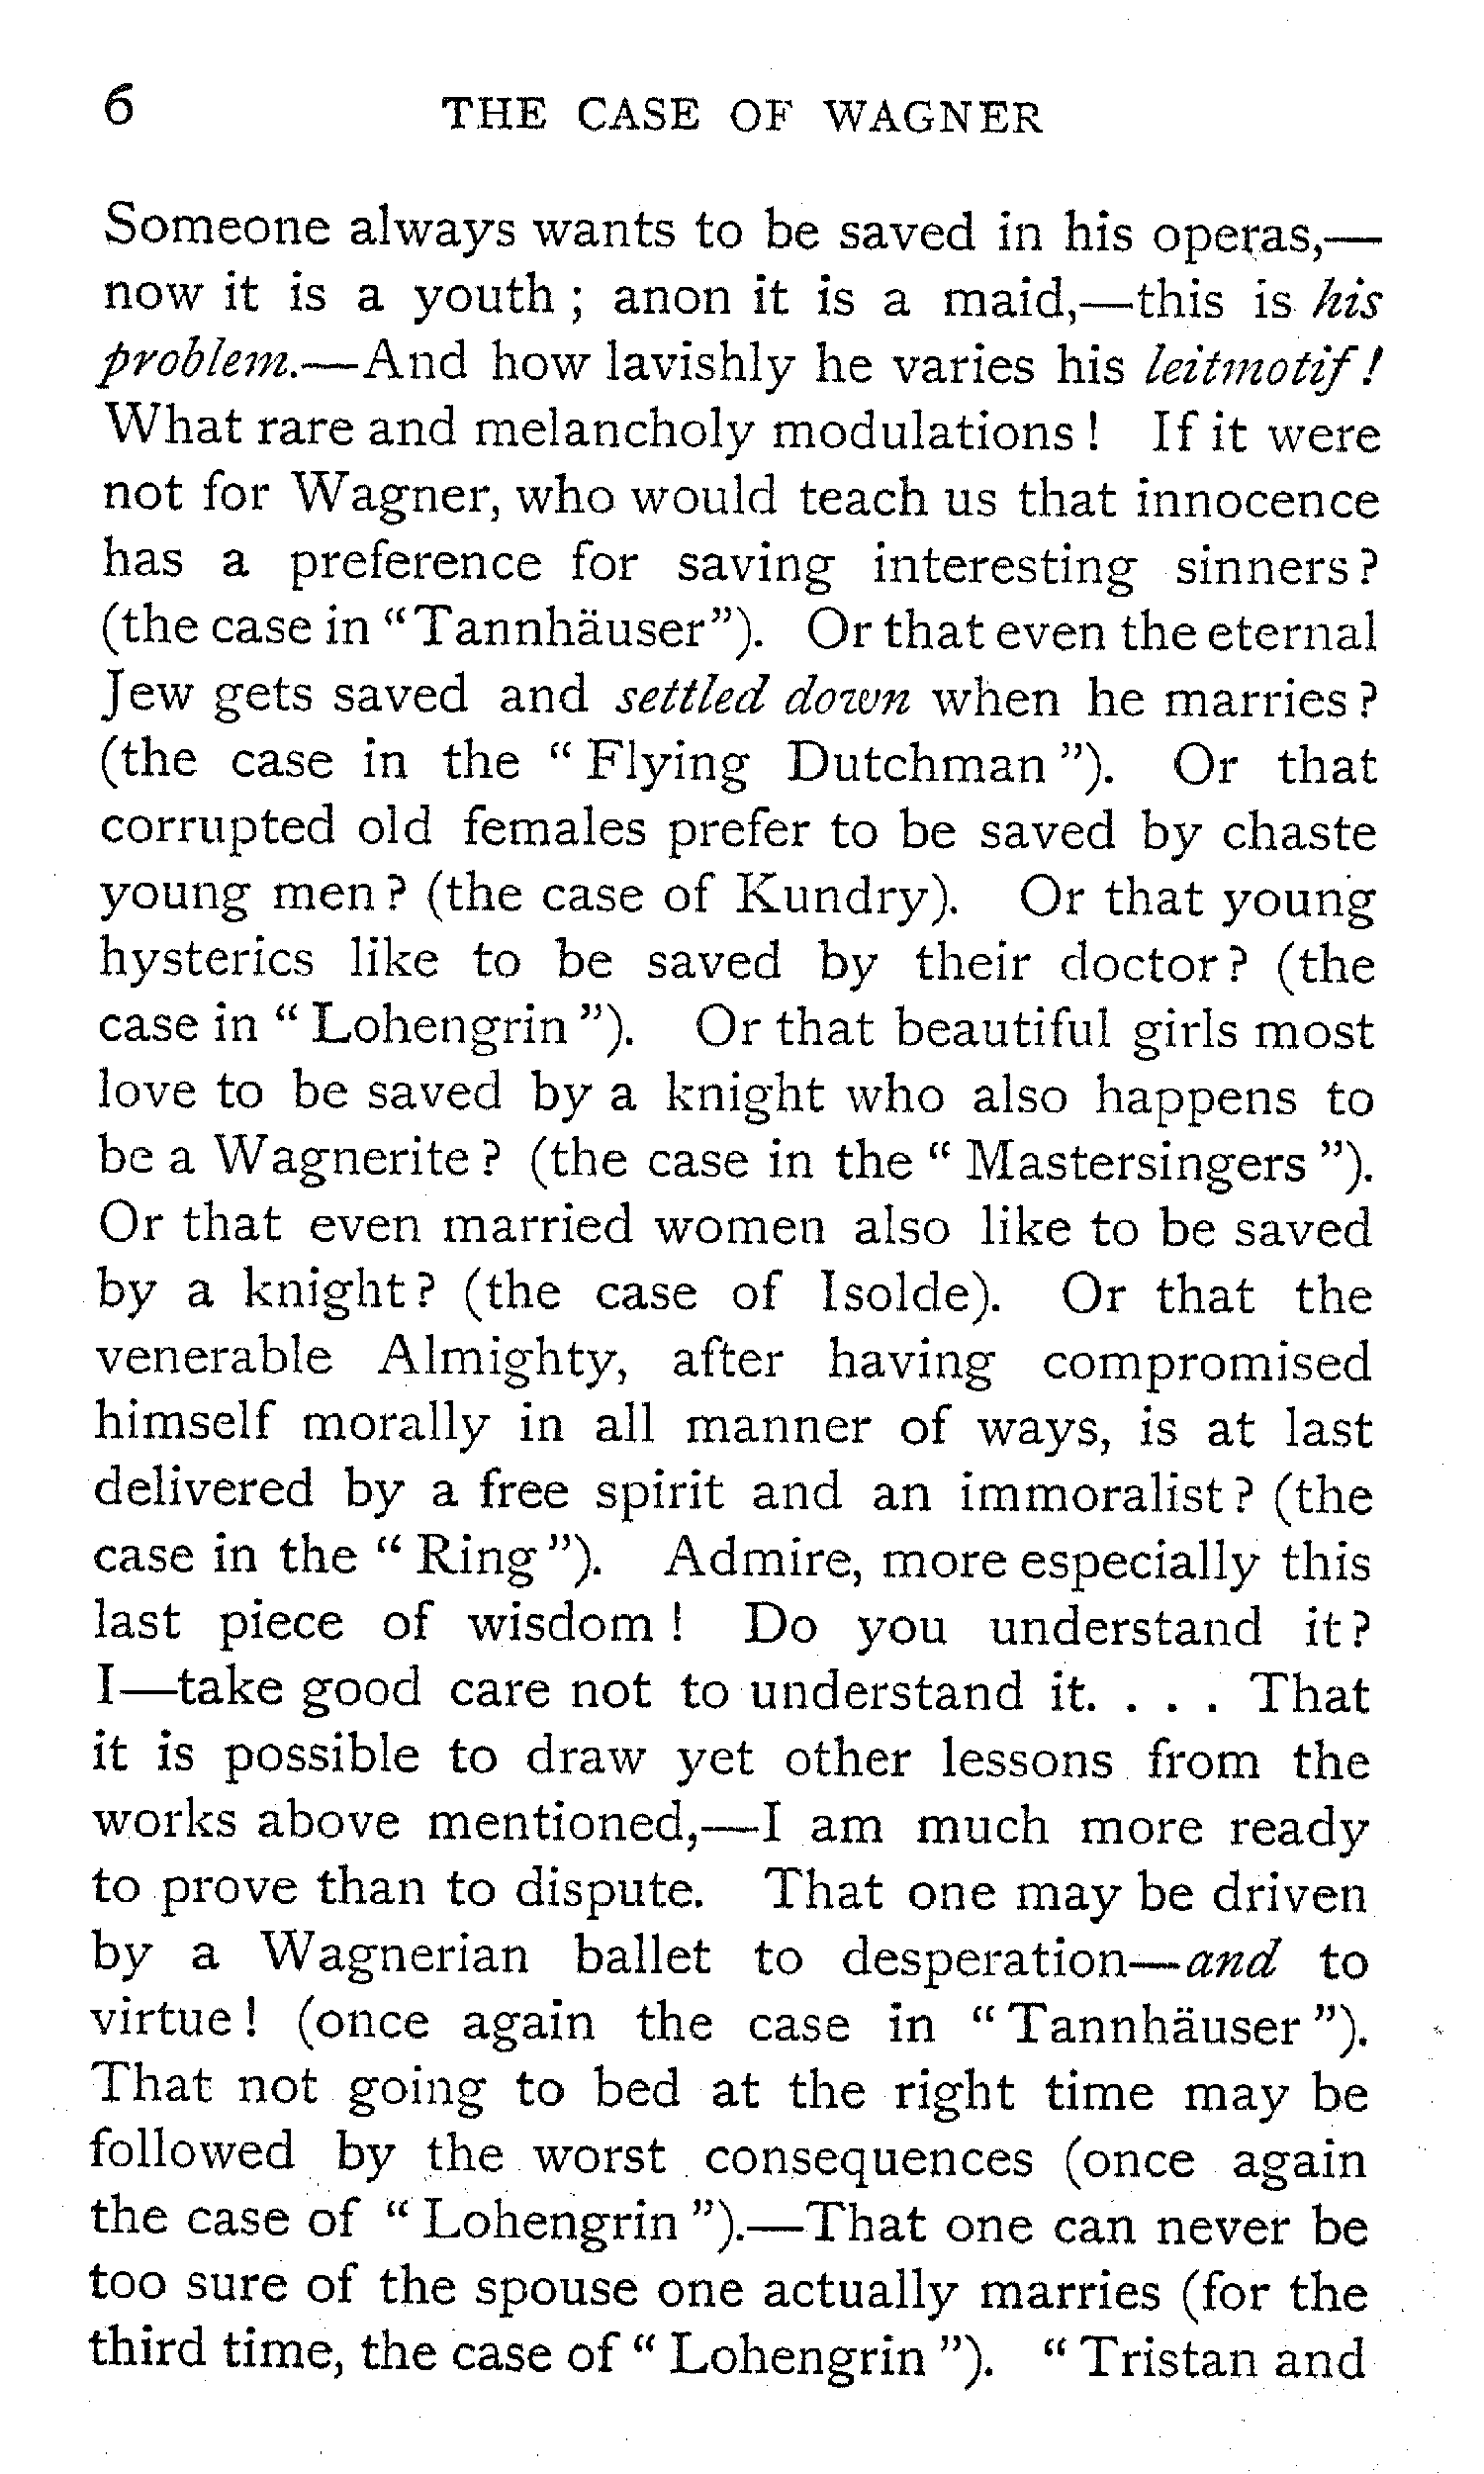 6 THE CASE OF WAGNER
Someone always wants to be saved in his operas,—
now it is a youth ; anon it is a maid,—this is his
problem.—And how lavishly he varies his leitmotif !
What rare and melancholy modulations ! If it were
not for Wagner, who would teach us that innocence
has a preference for saving interesting sinners ?
(the case in “Tannhäuser”). Or that even the eternal
Jew gets saved and settled down when he marries ?
(the case in the “ Flying Dutchman ”). Or that
corrupted old females prefer to be saved by chaste
young men ? (the case of Kundry). Or that young
hysterics like to be saved by their doctor ? (the
case in “ Lohengrin ”). Or that beautiful girls most
love to be saved by a knight who also happens to
be a Wagnerite ? (the case in the “ Mastersingers ”).
Or that even married women also like to be saved
by a knight ? (the case of Isolde). Or that the
venerable Almighty, after having compromised
himself morally in all manner of ways, is at last
delivered by a free spirit and an immoralist ? (the
case in the “ Ring ”). Admire, more especially this
last piece of wisdom ! Do you understand it ?
I—take good care not to understand it. . . . That
it is possible to draw yet other lessons from the
works above mentioned,—I am much more ready
to prove than to dispute. That one may be driven
by a Wagnerian ballet to desperation—and to
virtue ! (once again the case in “ Tannhäuser ”).
That not going to bed at the right time may be
followed by the worst consequences (once again
the case of “ Lohengrin ”).—That one can never be
too sure of the spouse one actually marries (for the
third time, the case of “ Lohengrin ”). “ Tristan and